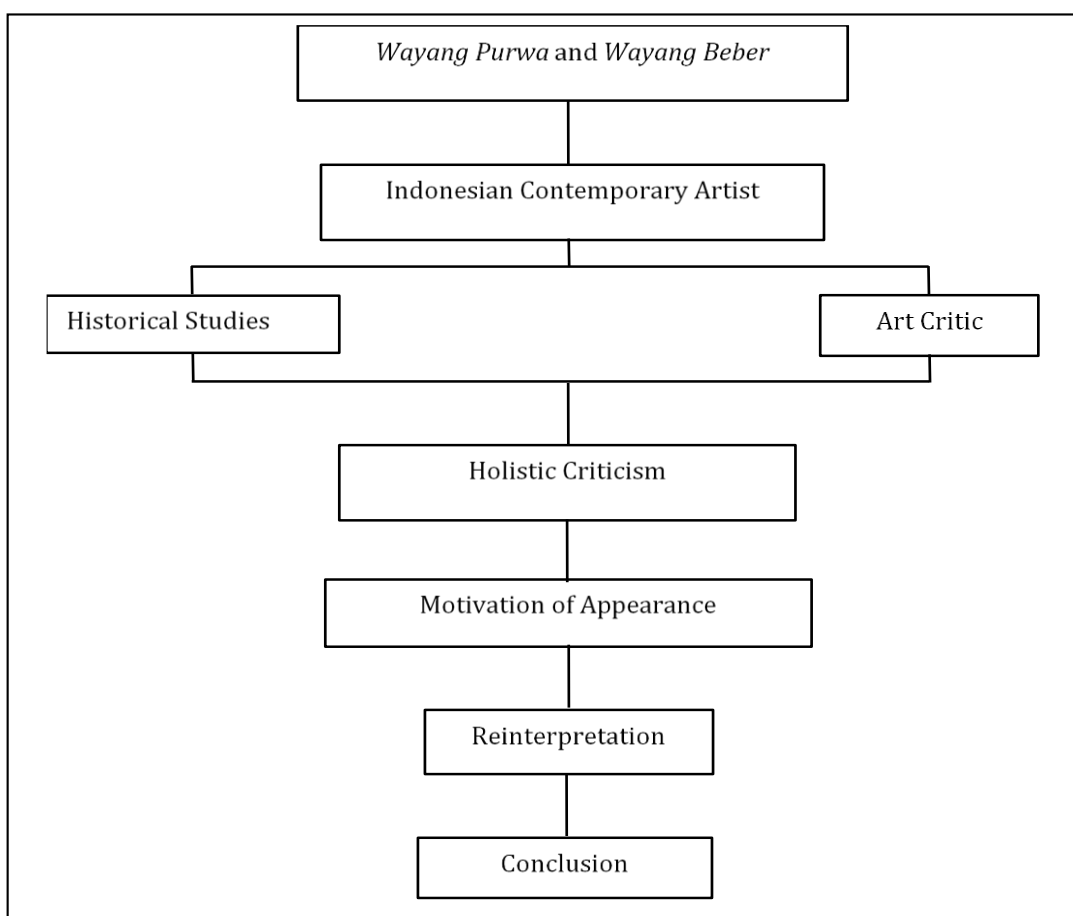 Wayang Purwa and Wayang Beber
Indonesian Contemporary Artist
Historical Studies
Art Critic
Holistic Criticism
Motivation of Appearance
Reinterpretation
Conclusion